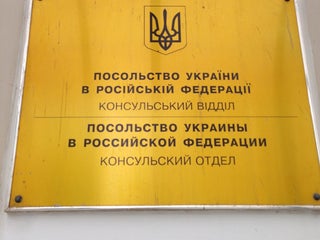 ПОСОЛЬСТВО УКРАЇНИ
В РОСІЙСЬКІЙ ФЕДЕРАЦІЇ
КОНСУЛЬСЬКИЙ ВІДДІЛ
ПОСОЛЬСТВО УКРАИНЫ
В РОССИЙСКОЙ ФЕДЕРАЦИИ
КОНСУЛЬСКИЙ ОТДЕЛ